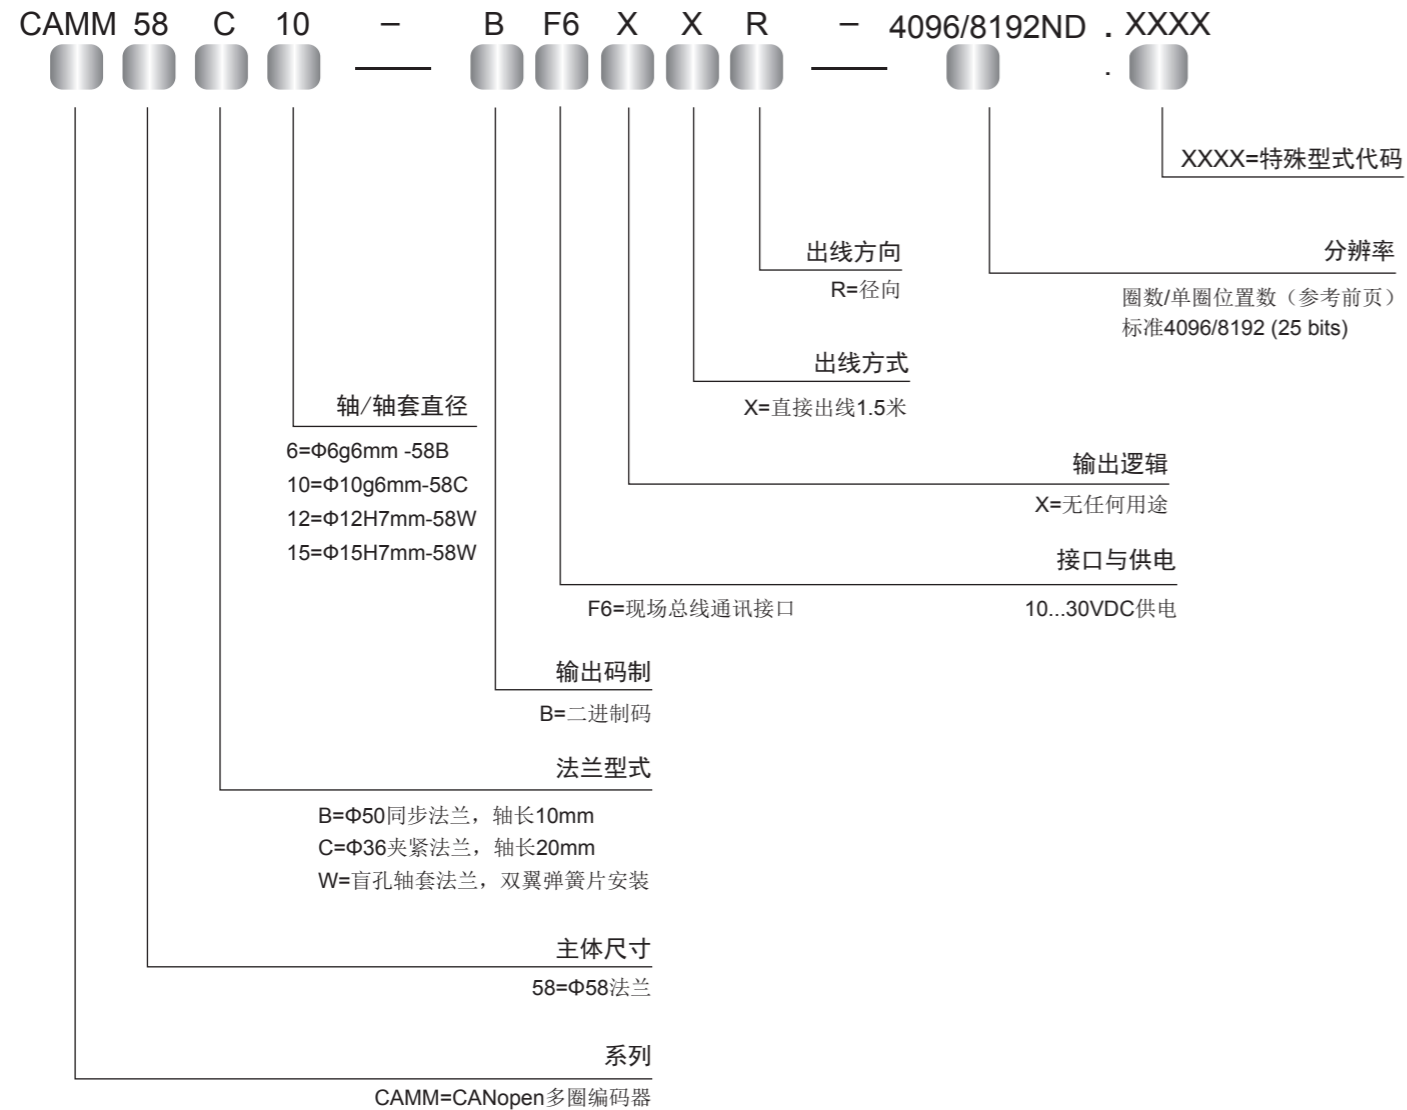 CAMM 58 C 10 – B F6 X X R – 4096/8192ND . XXXX
.
XXXX=特殊型式代码
出线方向
R=径向
分辨率
圈数/单圈位置数（参考前页）
标准4096/8192 (25 bits)
出线方式
X=直接出线1.5米
轴/轴套直径
6=Φ6g6mm -58B
10=Φ10g6mm-58C
12=Φ12H7mm-58W
15=Φ15H7mm-58W
输出逻辑
X=无任何用途
接口与供电
F6=现场总线通讯接口 10...30VDC供电
输出码制
B=二进制码
法兰型式
B=Φ50同步法兰，轴长10mm
C=Φ36夹紧法兰，轴长20mm
W=盲孔轴套法兰，双翼弹簧片安装
主体尺寸
58=Φ58法兰
系列
CAMM=CANopen多圈编码器